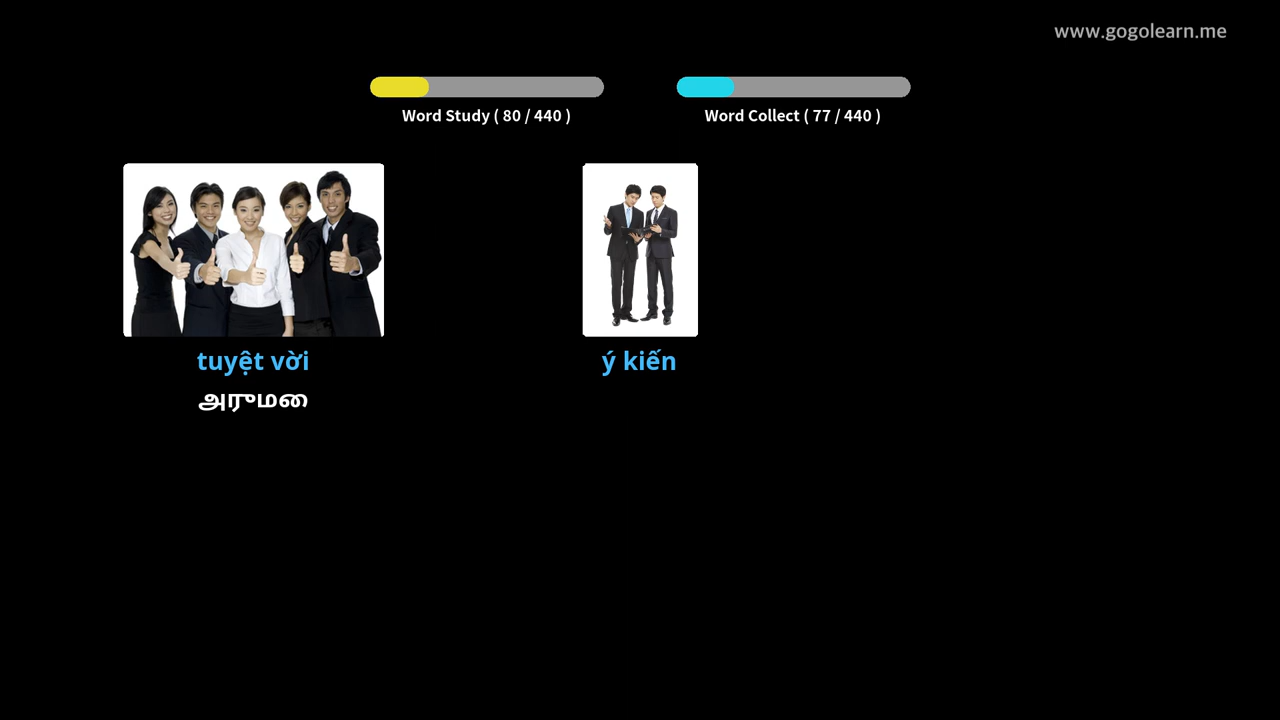 www.gogolearn.me
Word Study ( 80 / 440 )
Word Collect ( 77 / 440 )
tuyệt vời
ý kiến
அருமை